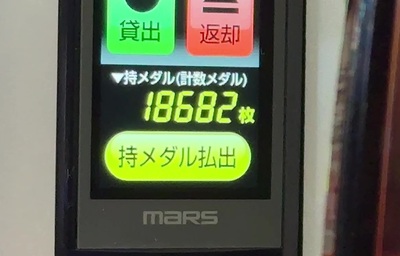 貸出 返却
▼持メダル(計数メダル)
18682枚
持メダル払出
mars